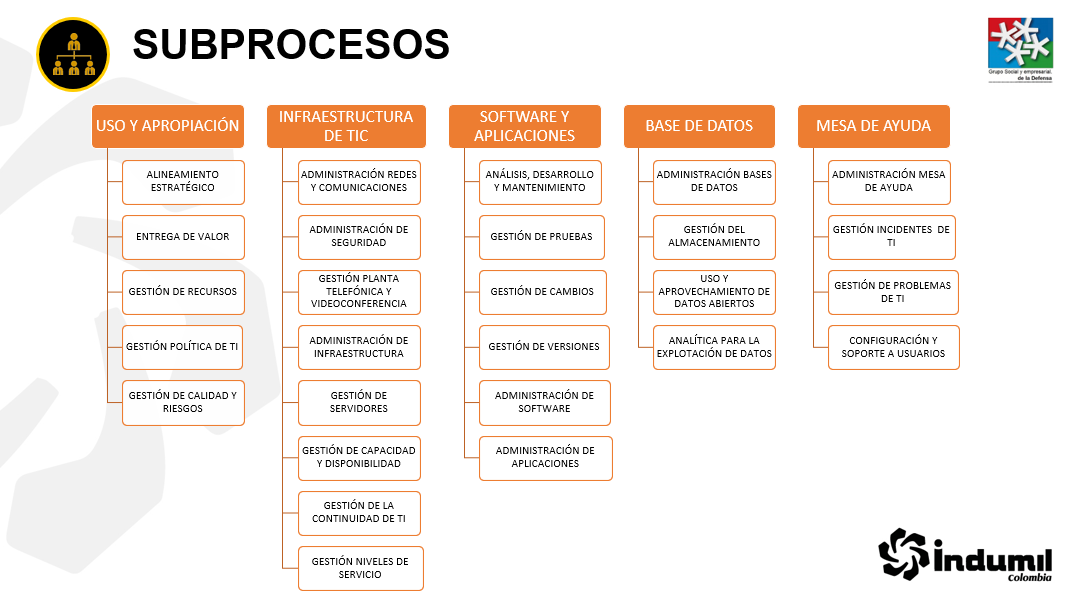 SUBPROCESOS
Grupo Social y empresarial
de la Defensa
USO Y APROPIACIÓN
ALINEAMIENTO
ESTRATÉGICO
ENTREGA DE VALOR
GESTIÓN DE RECURSOS
GESTIÓN POLÍTICA DE TI
GESTIÓN DE CALIDAD Y
RIESGOS
INFRAESTRUCTURA
DE TIC
ADMINISTRACIÓN REDES
Y COMUNICACIONES
ADMINISTRACIÓN DE
SEGURIDAD
GESTIÓN PLANTA
TELEFÓNICA Y
VIDEOCONFERENCIA
ADMINISTRACIÓN DE
INFRAESTRUCTURA
GESTIÓN DE
SERVIDORES
GESTIÓN DE CAPACIDAD
Y DISPONIBILIDAD
GESTIÓN DE LA
CONTINUIDAD DE TI
GESTIÓN NIVELES DE
SERVICIO
SOFTWARE Y
APLICACIONES
ANÁLISIS, DESARROLLO
Y MANTENIMIENTO
GESTIÓN DE PRUEBAS
GESTIÓN DE CAMBIOS
GESTIÓN DE VERSIONES
ADMINISTRACIÓN DE
SOFTWARE
ADMINISTRACIÓN DE
APLICACIONES
BASE DE DATOS
ADMINISTRACIÓN BASES
DE DATOS
GESTIÓN DEL
ALMACENAMIENTO
USO Y
APROVECHAMIENTO DE
DATOS ABIERTOS
ANALÍTICA PARA LA
EXPLOTACIÓN DE DATOS
MESA DE AYUDA
ADMINISTRACIÓN MESA
DE AYUDA
GESTIÓN INCIDENTES DE
TI
GESTIÓN DE PROBLEMAS
DE TI
CONFIGURACIÓN Y
SOPORTE A USUARIOS
indumil
Colombia